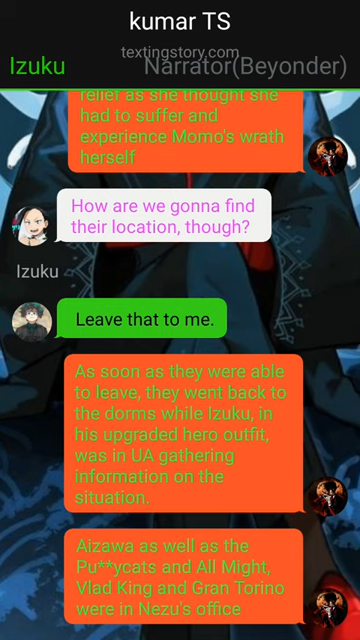 kumar TS
textingstory.com
Izuku
Narrator(Beyonder)
relief as she thought she
had to suffer and
experience Momo's wrath
herself
How are we gonna find
their location, though?
Izuku
Leave that to me.
As soon as they were able
to leave, they went back to
the dorms while Izuku, in
his upgraded hero outfit,
was in UA gathering
information on the
situation.
Aizawa as well as the
Pu**ycats and All Might,
Vlad King and Gran Torino
were in Nezu's office